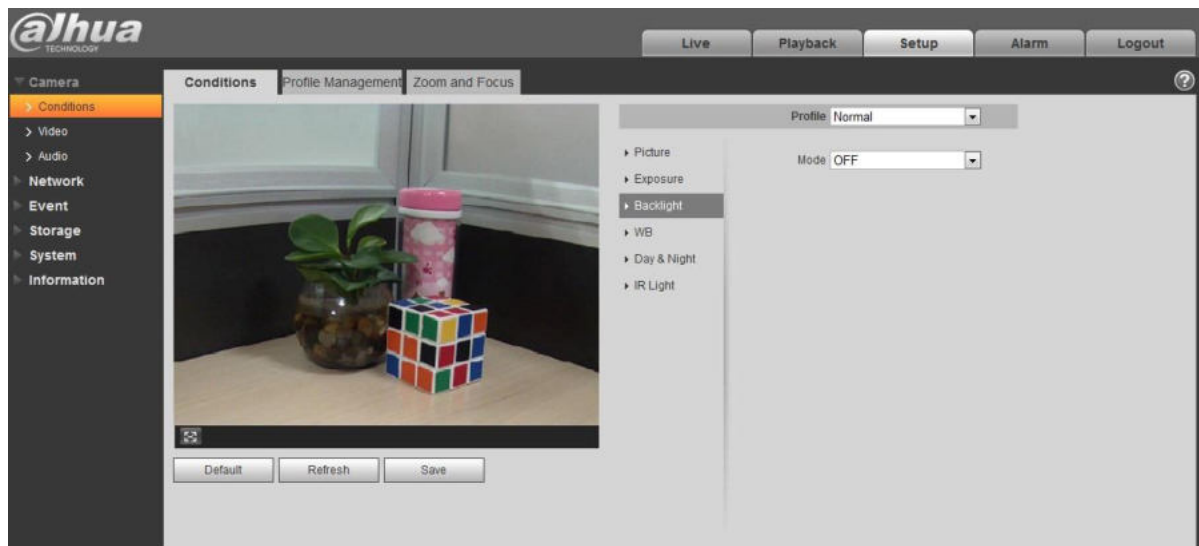 alhua
TECHNOLOGY
Live
Playback
Setup
Alarm
Logout
Camera
Conditions
Video
Audio
Network
Event
Storage
System
Information
Conditions
Profile Management
Zoom and Focus
Default
Refresh
Save
Profile Normal
Picture
Exposure
Backlight
WB
Day & Night
IR Light
Mode OFF